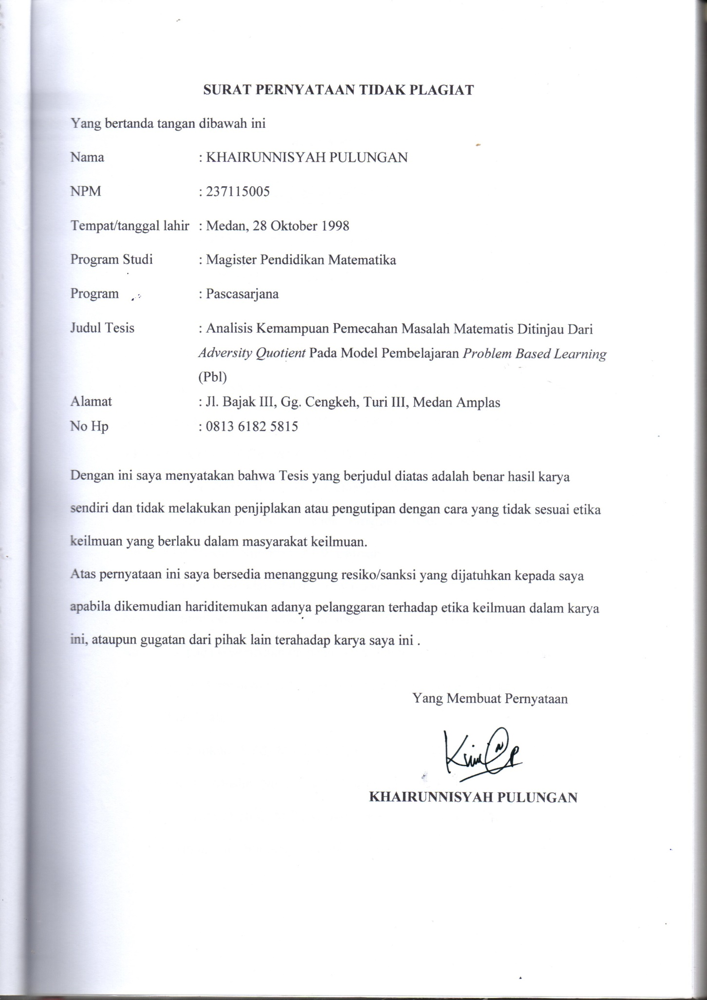 SURAT PERNYATAAN TIDAK PLAGIAT
Yang bertanda tangan dibawah ini
Nama : KHAIRUNNISYAH PULUNGAN
NPM : 237115005
Tempat/tanggal lahir : Medan, 28 Oktober 1998
Program Studi : Magister Pendidikan Matematika
Program : Pascasarjana
Judul Tesis : Analisis Kemampuan Pemecahan Masalah Matematis Ditinjau Dari
Adversity Quotient Pada Model Pembelajaran Problem Based Learning
(Pbl)
Alamat : Jl. Bajak III, Gg. Cengkeh, Turi III, Medan Amplas
No Hp : 0813 6182 5815
Dengan ini saya menyatakan bahwa Tesis yang berjudul diatas adalah benar hasil karya
sendiri dan tidak melakukan penjiplakan atau pengutipan dengan cara yang tidak sesuai etika
keilmuan yang berlaku dalam masyarakat keilmuan.
Atas pernyataan ini saya bersedia menanggung resiko/sanksi yang dijatuhkan kepada saya
apabila dikemudian hariditemukan adanya pelanggaran terhadap etika keilmuan dalam karya
ini, ataupun gugatan dari pihak lain terahadap karya saya ini .
Yang Membuat Pernyataan
KHAIRUNNISYAH PULUNGAN